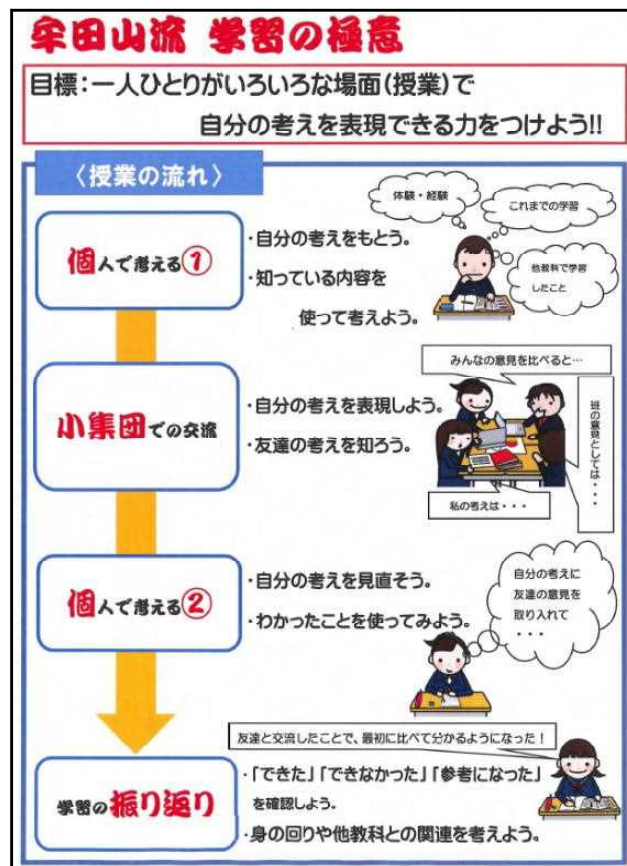 牟田山流 学習の極意
目標:一人ひとりがいろいろな場面(授業)で
自分の考えを表現できる力をつけよう!!
〈授業の流れ〉
個人で考える①
・自分の考えをもとう。
・知っている内容を
使って考えよう。
体験・経験
これまでの学習
他教科で学習
したこと
小集団での交流
・自分の考えを表現しよう。
・友達の考えを知ろう。
みんなの意見を比べると…
班の意見としては・・・
私の考えは・・・
個人で考える②
・自分の考えを見直そう。
・わかったことを使ってみよう。
自分の考えに
友達の意見を
取り入れて
・・・
友達と交流したことで、最初に比べて分かるようになった!
学習の振り返り
・「できた」「できなかった」「参考になった」
を確認しよう。
・身の回りや他教科との関連を考えよう。